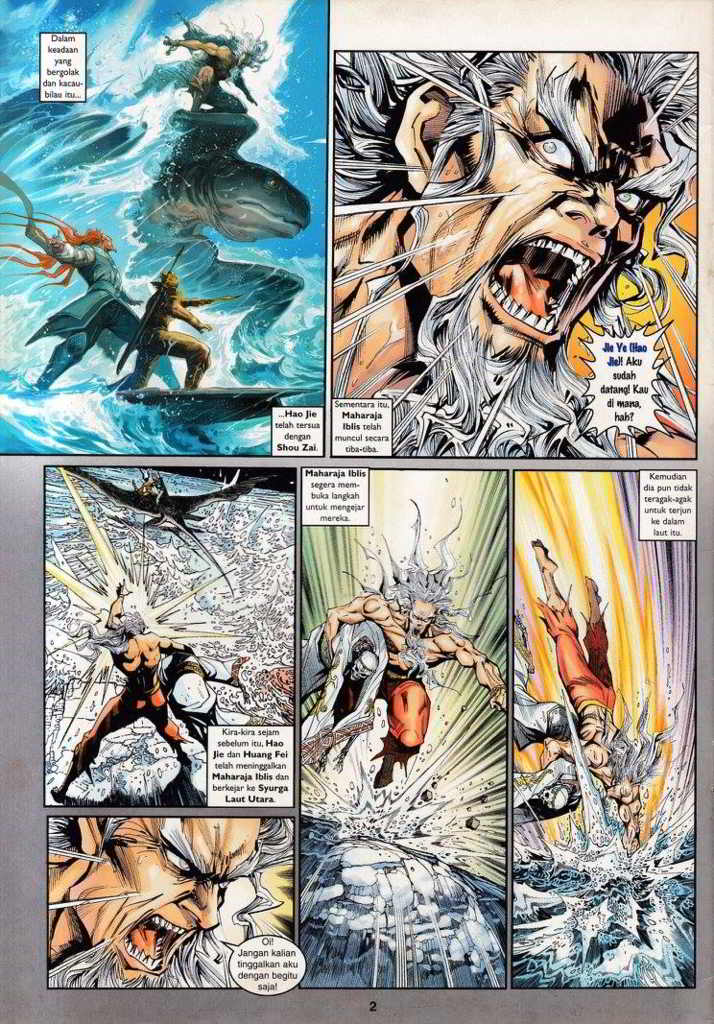 Dalam
keadaan
yang
bergolak
dan kacau-
bilau itu...
...Hao Jie
telah tersua
dengan
Shou Zai.
Sementara itu,
Maharaja
Iblis telah
muncul secara
tiba-tiba.
Jie Ye (Hao
Jie)! Aku
sudah
datang! Kau
di mana,
hah?
Kira-kira sejam
sebelum itu, Hao
Jie dan Huang Fei
telah meninggalkan
Maharaja Iblis dan
berkejar ke Syurga
Laut Utara.
Oi!
Jangan kalian
tinggalkan aku
dengan begitu
saja!
Maharaja Iblis
segera mem-
buka langkah
untuk mengejar
mereka.
Kemudian
dia pun tidak
teragak-agak
untuk terjun
ke dalam
laut itu.
2